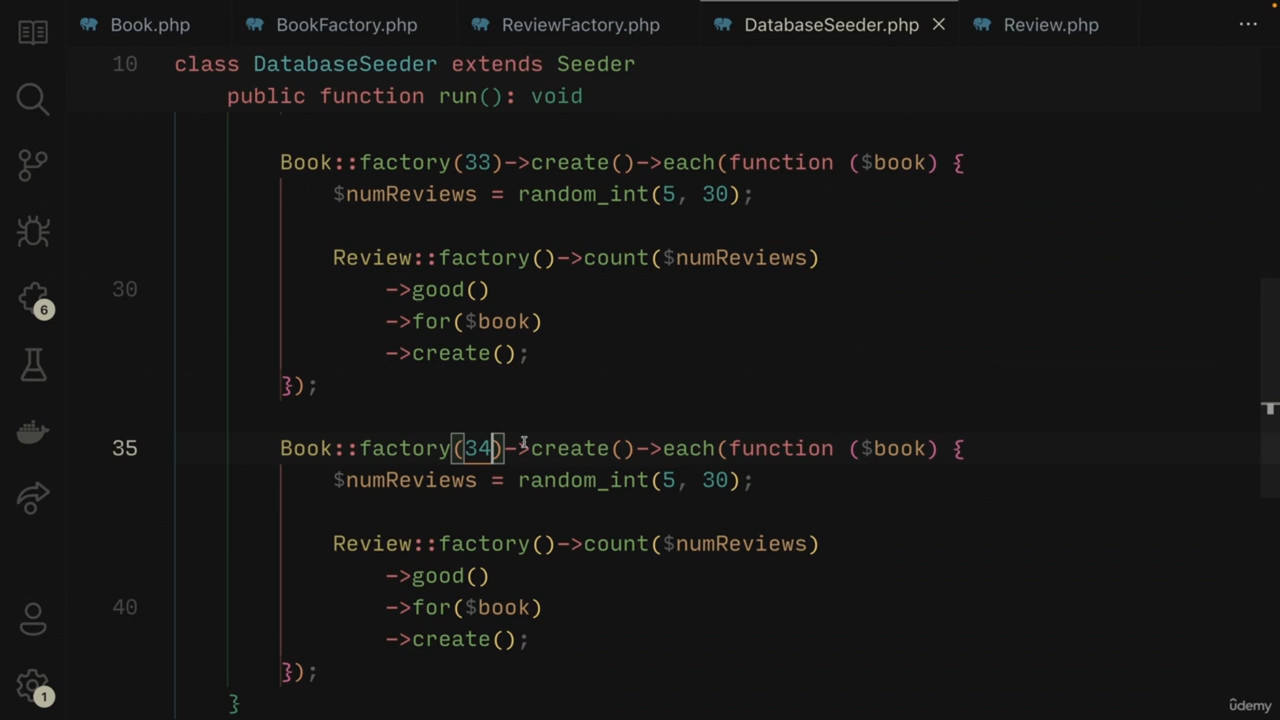 Book.php
BookFactory.php
ReviewFactory.php
DatabaseSeeder.php
Review.php
10 class DatabaseSeeder extends Seeder
public function run(): void
Book::factory(33)->create()->each(function ($book) {
$numReviews = random_int(5, 30);
Review::factory()->count($numReviews)
30 ->good()
->for($book)
->create();
});
35 Book::factory(34)->create()->each(function ($book) {
$numReviews = random_int(5, 30);
Review::factory()->count($numReviews)
->good()
40 ->for($book)
->create();
});
}
6
1
ûdemy